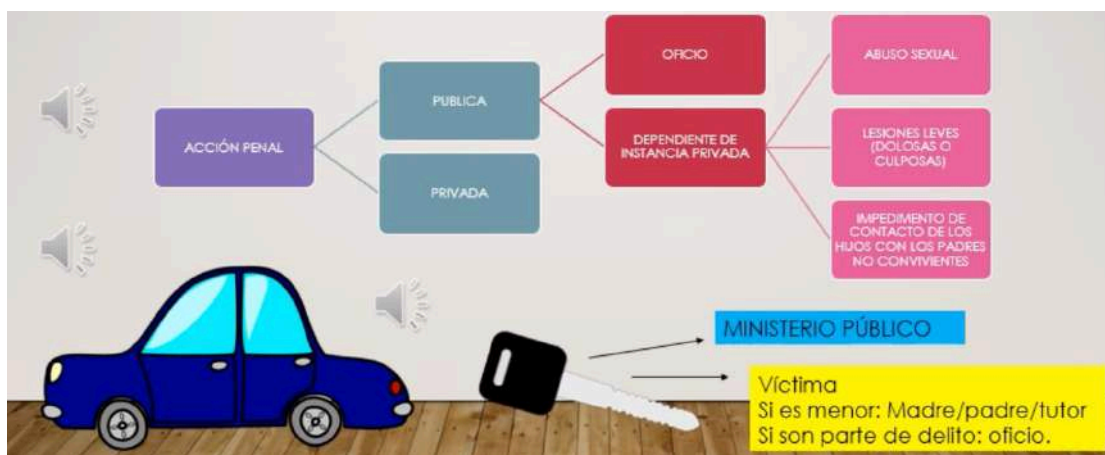 ACCIÓN PENAL
PUBLICA
PRIVADA
OFICIO
DEPENDIENTE DE
INSTANCIA PRIVADA
ABUSO SEXUAL
LESIONES LEVES
(DOLOSAS O
CULPOSAS)
IMPEDIMENTO DE
CONTACTO DE LOS
HIJOS CON LOS PADRES
NO CONVIVIENTES
MINISTERIO PÚBLICO
Víctima
Si es menor: Madre/padre/tutor
Si son parte de delito: oficio.